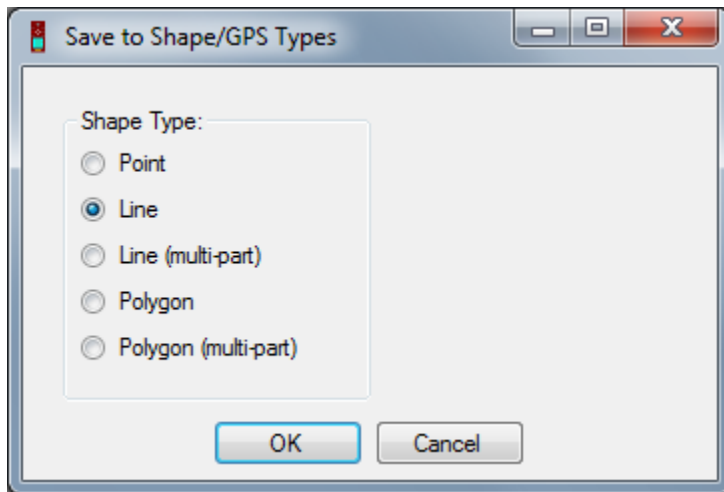 Save to Shape/GPS Types
Shape Type:
Point
Line
Line (multi-part)
Polygon
Polygon (multi-part)
OK Cancel